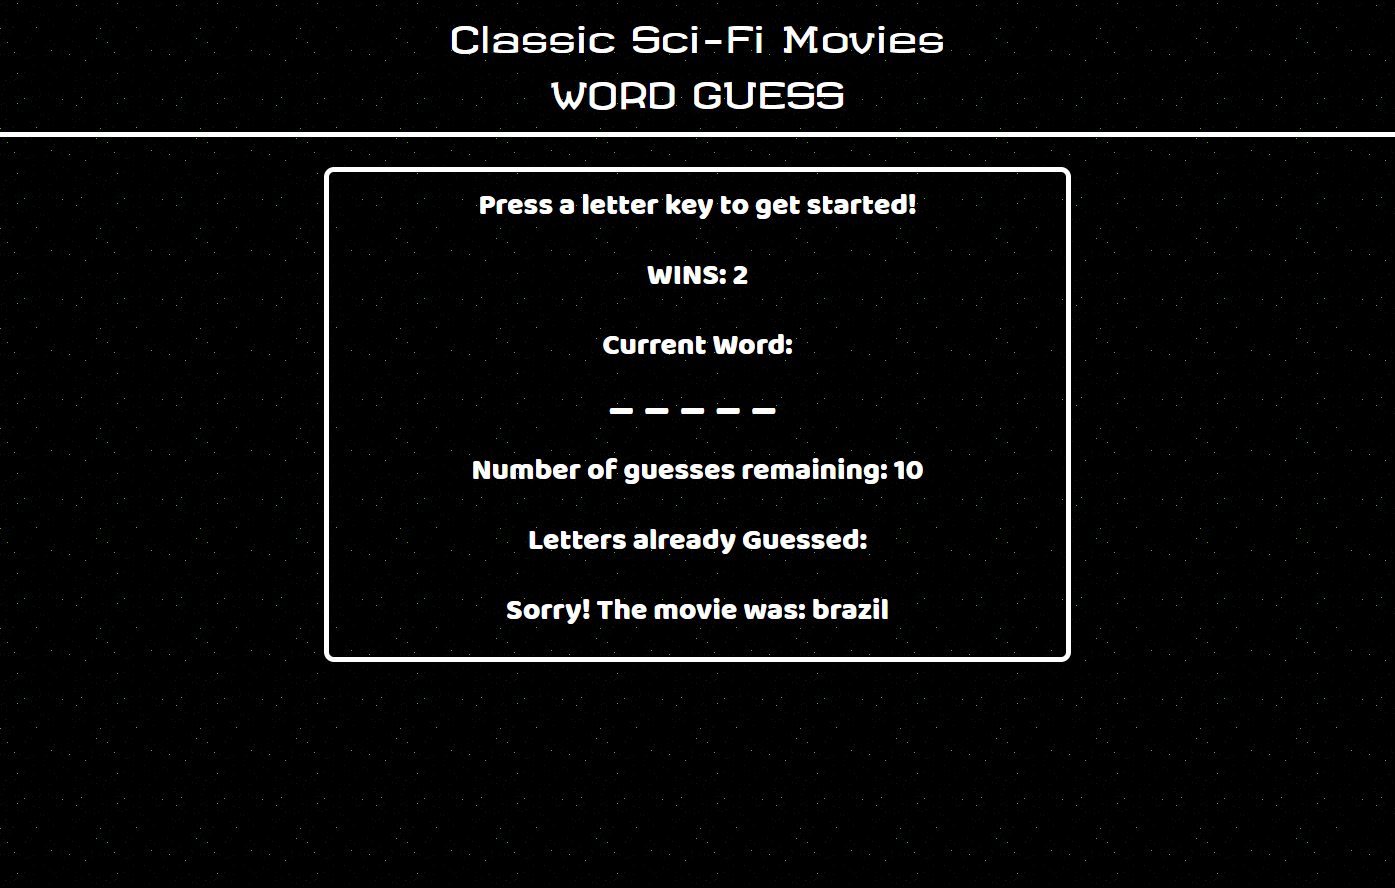 Classic Sci-Fi Movies
WORD GUESS
Press a letter key to get started!
WINS: 2
Current Word:
_ _ _ _ _
Number of guesses remaining: 10
Letters already Guessed:
Sorry! The movie was: brazil